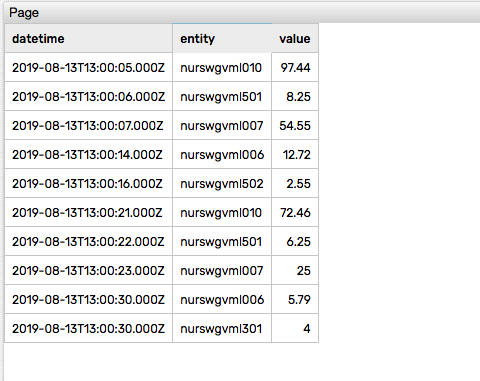 Page
datetime entity value
2019-08-13T13:00:05.000Z nurswgvml010 97.44
2019-08-13T13:00:06.000Z nurswgvml501 8.25
2019-08-13T13:00:07.000Z nurswgvml007 54.55
2019-08-13T13:00:14.000Z nurswgvml006 12.72
2019-08-13T13:00:16.000Z nurswgvml502 2.55
2019-08-13T13:00:21.000Z nurswgvml010 72.46
2019-08-13T13:00:22.000Z nurswgvml501 6.25
2019-08-13T13:00:23.000Z nurswgvml007 25
2019-08-13T13:00:30.000Z nurswgvml006 5.79
2019-08-13T13:00:30.000Z nurswgvml301 4